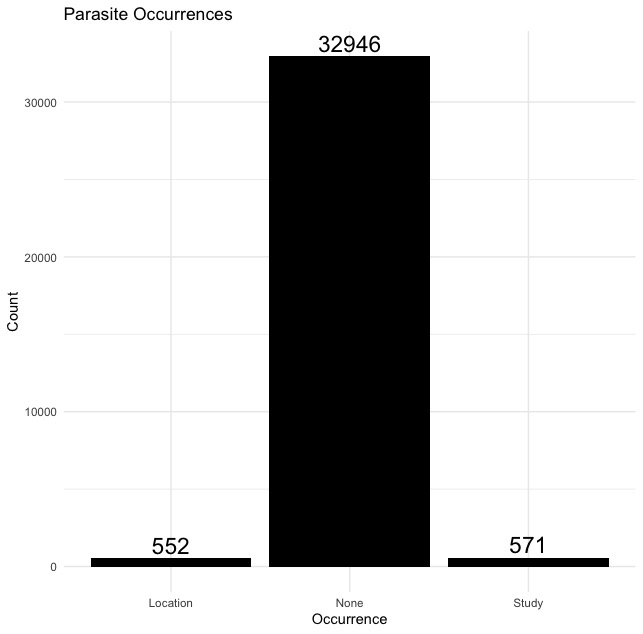 Parasite Occurrences
32946
30000
20000
Count
10000
552
571
0
Location
None
Study
Occurrence